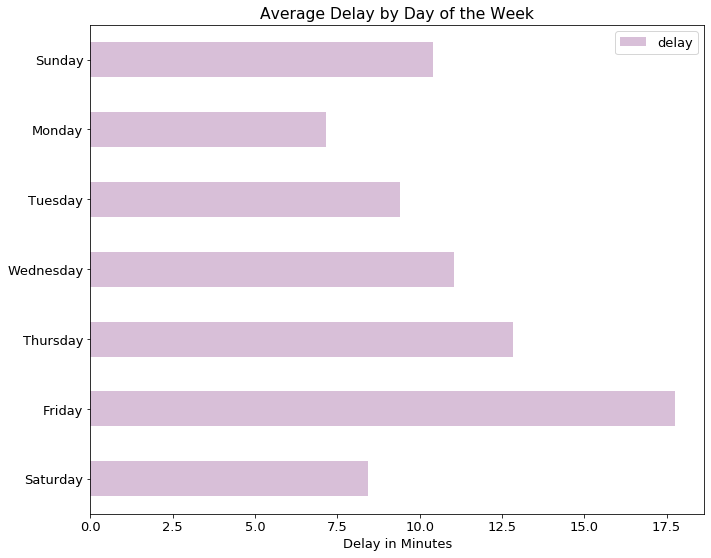 Average Delay by Day of the Week
delay
Sunday
Monday
Tuesday
Wednesday
Thursday
Friday
Saturday
0.0 2.5 5.0 7.5 10.0 12.5 15.0 17.5
Delay in Minutes